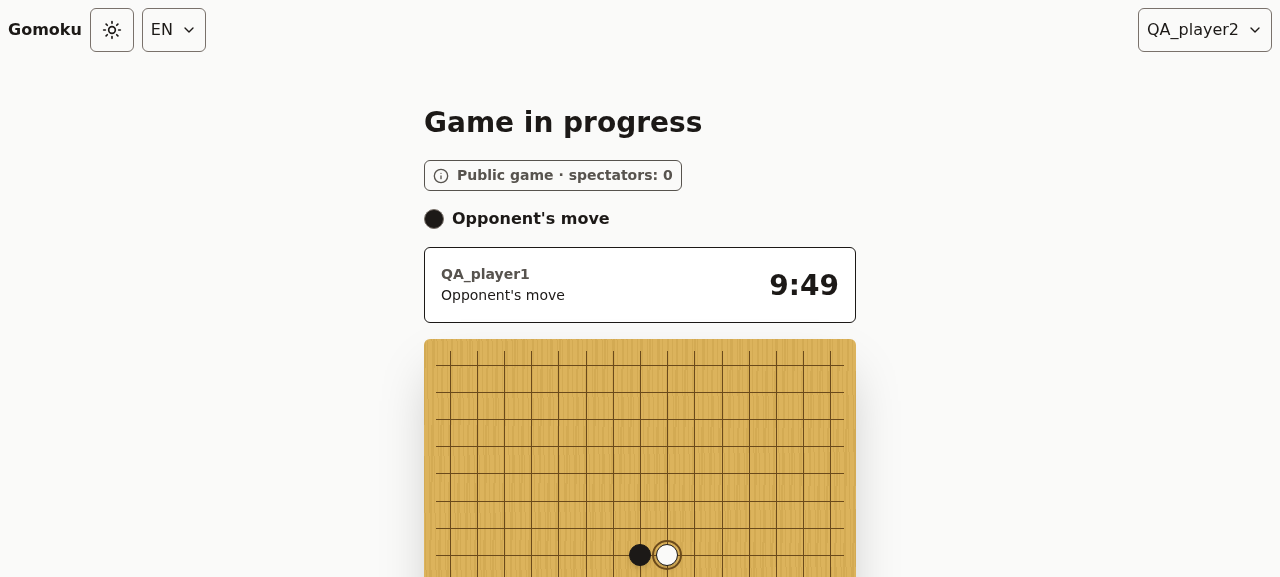 Gomoku
EN
QA_player2
Game in progress
Public game · spectators: 0
Opponent's move
QA_player1
Opponent's move
9:49